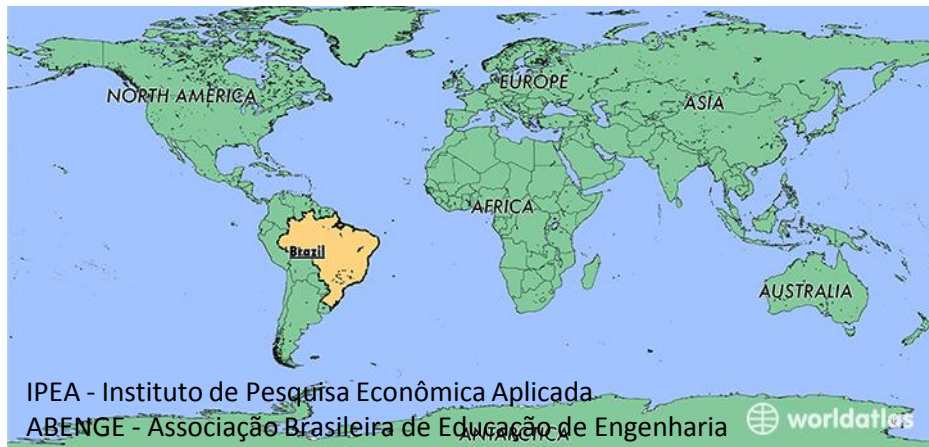 NORTH AMERICA
EUROPE
ASIA
AFRICA
Brazil
AUSTRALIA
IPEA - Instituto de Pesquisa Econômica Aplicada
ABENGE - Associação Brasileira de Educação de Engenharia
ANTARCTICA
worldatlas